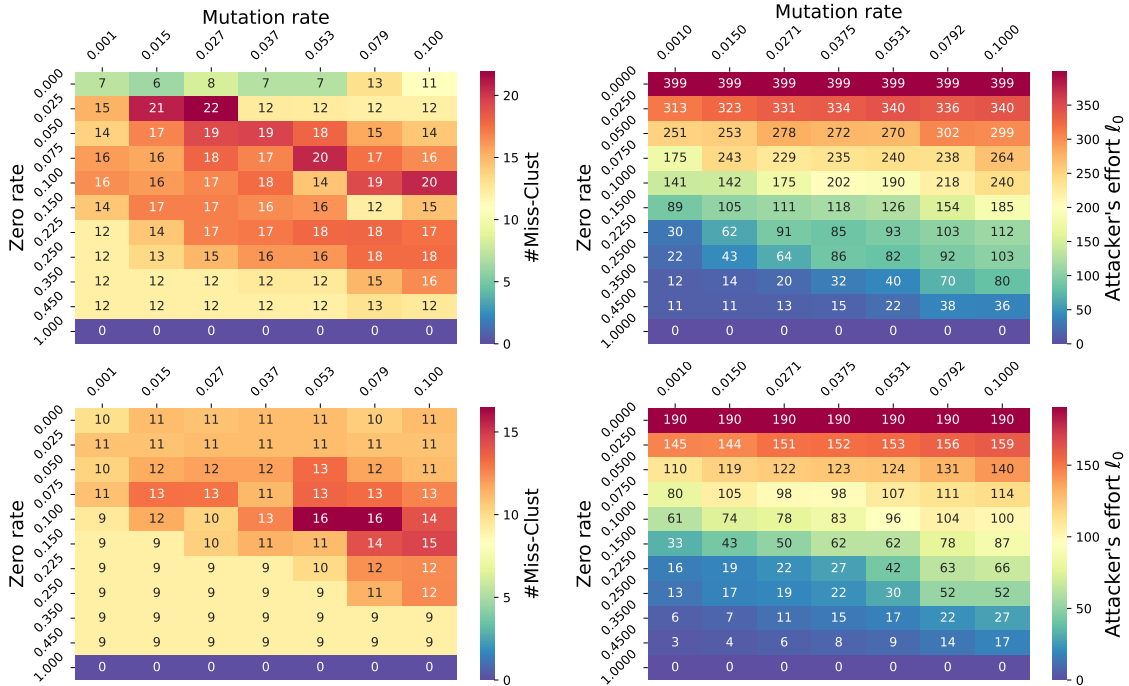 Mutation rate
0.001 0.015 0.027 0.037 0.053 0.079 0.100
0.000 7 6 8 7 7 13 11
0.025 15 21 22 12 12 12 12
0.050 14 17 19 19 18 15 14
0.075 16 16 18 17 20 17 16
0.100 16 16 17 18 14 19 20
0.150 14 17 17 16 16 12 15
0.225 12 14 17 17 18 18 17
0.250 12 13 15 16 16 18 18
0.350 12 12 12 12 12 15 16
0.450 12 12 12 12 12 13 12
1.000 0 0 0 0 0 0 0
Zero rate
20
15
10
5
0
#Miss-Clust
Mutation rate
0.0010 0.0150 0.0271 0.0375 0.0531 0.0792 0.1000
0.0000 399 399 399 399 399 399 399
0.0250 313 323 331 334 340 336 340
0.0500 251 253 278 272 270 302 299
0.0750 175 243 229 235 240 238 264
0.1000 141 142 175 202 190 218 240
0.1500 89 105 111 118 126 154 185
0.2250 30 62 91 85 93 103 112
0.2500 22 43 64 86 82 92 103
0.3500 12 14 20 32 40 70 80
0.4500 11 11 13 15 22 38 36
1.0000 0 0 0 0 0 0 0
Zero rate
350
300
250
200
150
100
50
0
Attacker's effort ℓ0
0.001 0.015 0.027 0.037 0.053 0.079 0.100
0.000 10 11 11 11 11 10 11
0.025 11 11 11 11 11 11 11
0.050 10 12 12 12 13 12 11
0.075 11 13 13 11 13 13 13
0.100 9 12 10 13 16 16 14
0.150 9 9 10 11 11 14 15
0.225 9 9 9 9 10 12 12
0.250 9 9 9 9 9 11 12
0.350 9 9 9 9 9 9 9
0.450 9 9 9 9 9 9 9
1.000 0 0 0 0 0 0 0
Zero rate
15
10
5
0
#Miss-Clust
0.0010 0.0150 0.0271 0.0375 0.0531 0.0792 0.1000
0.0000 190 190 190 190 190 190 190
0.0250 145 144 151 152 153 156 159
0.0500 110 119 122 123 124 131 140
0.0750 80 105 98 98 107 111 114
0.1000 61 74 78 83 96 104 100
0.1500 33 43 50 62 62 78 87
0.2250 16 19 22 27 42 63 66
0.2500 13 17 19 22 30 52 52
0.3500 6 7 11 15 17 22 27
0.4500 3 4 6 8 9 14 17
1.0000 0 0 0 0 0 0 0
Zero rate
150
100
50
0
Attacker's effort ℓ0